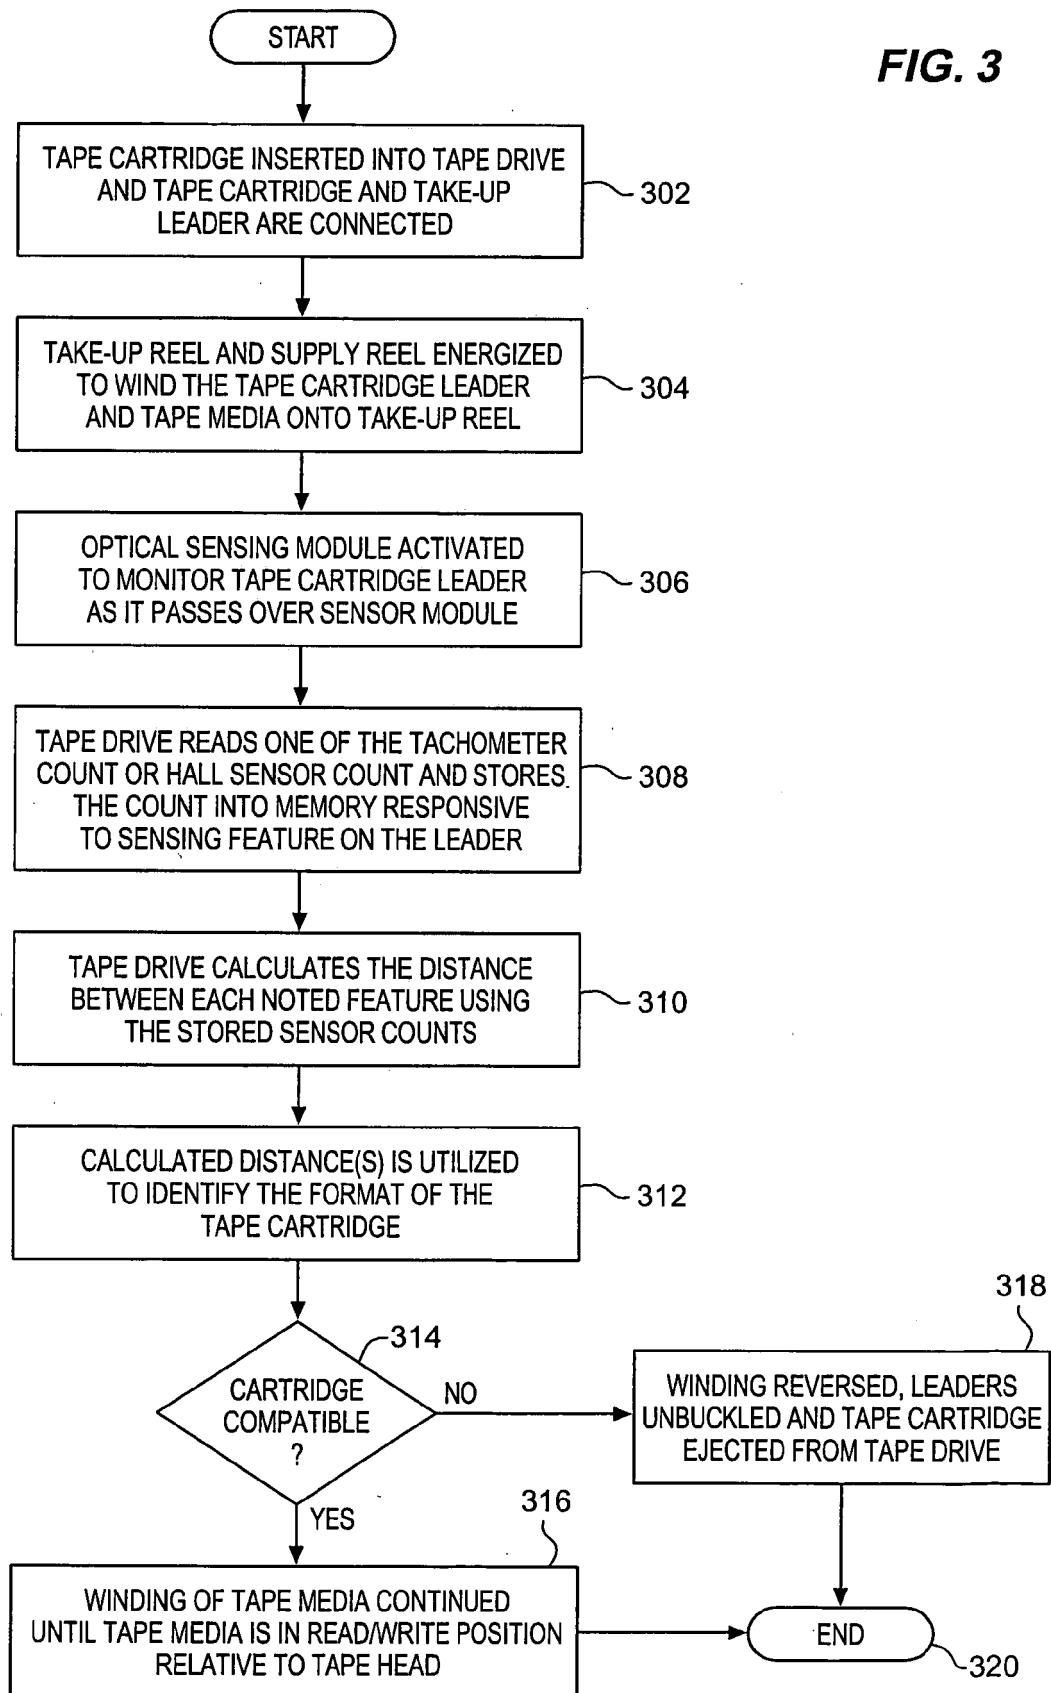 START
FIG. 3
TAPE CARTRIDGE INSERTED INTO TAPE DRIVE
AND TAPE CARTRIDGE AND TAKE-UP
LEADER ARE CONNECTED
302
TAKE-UP REEL AND SUPPLY REEL ENERGIZED
TO WIND THE TAPE CARTRIDGE LEADER
AND TAPE MEDIA ONTO TAKE-UP REEL
304
OPTICAL SENSING MODULE ACTIVATED
TO MONITOR TAPE CARTRIDGE LEADER
AS IT PASSES OVER SENSOR MODULE
306
TAPE DRIVE READS ONE OF THE TACHOMETER
COUNT OR HALL SENSOR COUNT AND STORES
THE COUNT INTO MEMORY RESPONSIVE
TO SENSING FEATURE ON THE LEADER
308
TAPE DRIVE CALCULATES THE DISTANCE
BETWEEN EACH NOTED FEATURE USING
THE STORED SENSOR COUNTS
310
CALCULATED DISTANCE(S) IS UTILIZED
TO IDENTIFY THE FORMAT OF THE
TAPE CARTRIDGE
312
CARTRIDGE
COMPATIBLE
?
314
NO
318
WINDING REVERSED, LEADERS
UNBUCKLED AND TAPE CARTRIDGE
EJECTED FROM TAPE DRIVE
YES
316
WINDING OF TAPE MEDIA CONTINUED
UNTIL TAPE MEDIA IS IN READ/WRITE POSITION
RELATIVE TO TAPE HEAD
END
320